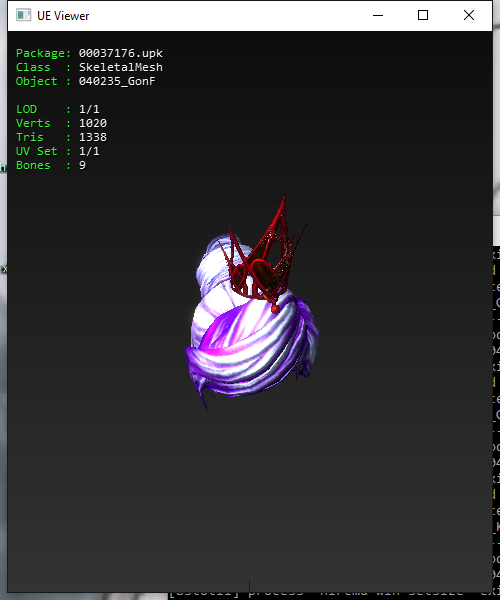 UE Viewer
Package: 00037176.upk
Class : SkeletalMesh
Object : 040235_GonF
LOD : 1/1
Verts : 1020
Tris : 1338
UV Set : 1/1
Bones : 9